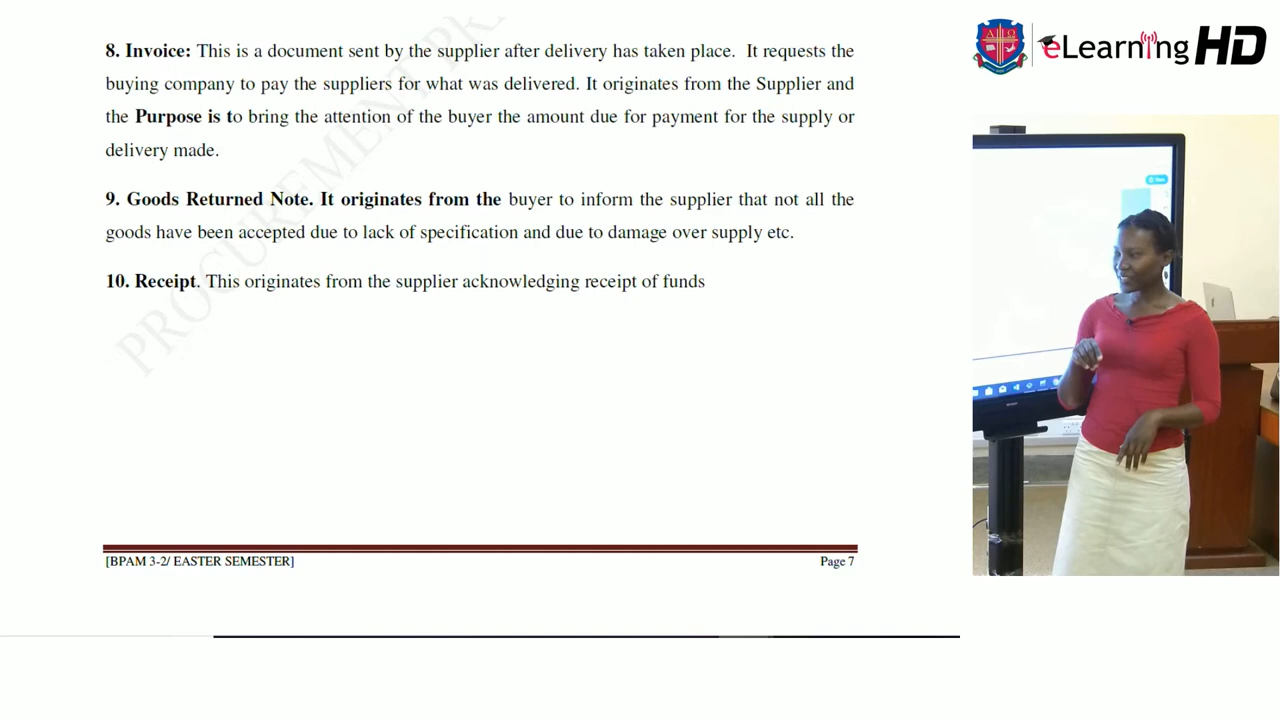 8. Invoice: This is a document sent by the supplier after delivery has taken place. It requests the
buying company to pay the suppliers for what was delivered. It originates from the Supplier and
the Purpose is to bring the attention of the buyer the amount due for payment for the supply or
delivery made.
9. Goods Returned Note. It originates from the buyer to inform the supplier that not all the
goods have been accepted due to lack of specification and due to damage over supply etc.
10. Receipt. This originates from the supplier acknowledging receipt of funds
PROCUREMENT PR
[BPAM 3-2/ EASTER SEMESTER]
Page 7
eLearning HD